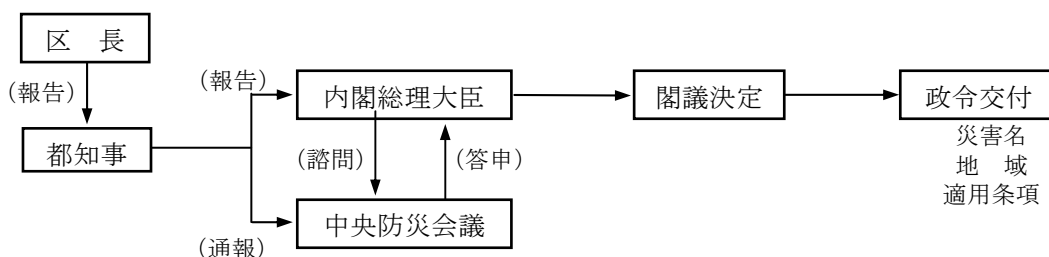 区　長
(報告)
都知事
(報告)
内閣総理大臣
閣議決定
政令交付
災害名
地　域
適用条項
(諮問)
(答申)
中央防災会議
(通報)